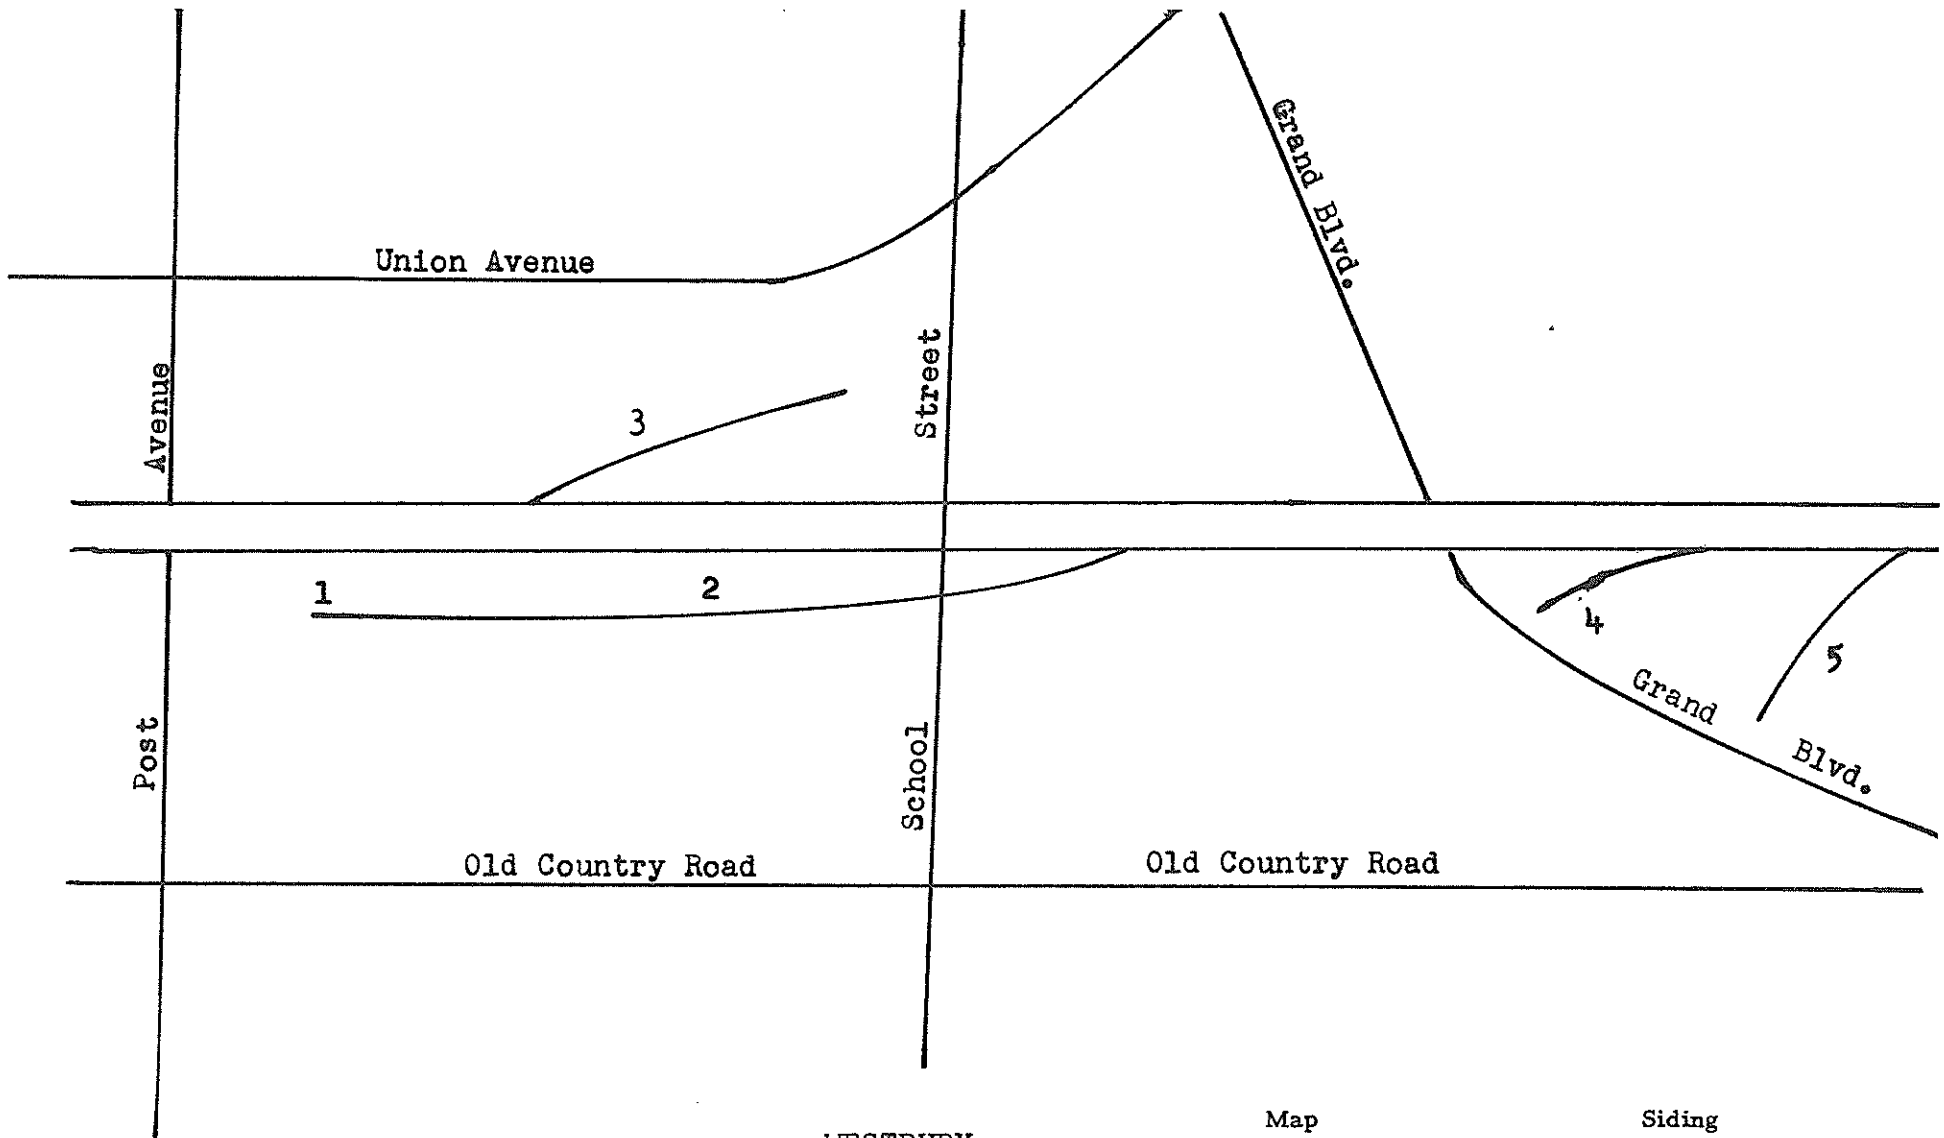 Grand Blvd.
Union Avenue
Street
Avenue
3
1
2
4
5
Grand
Blvd.
Post
School
Old Country Road
Old Country Road
Map
Siding